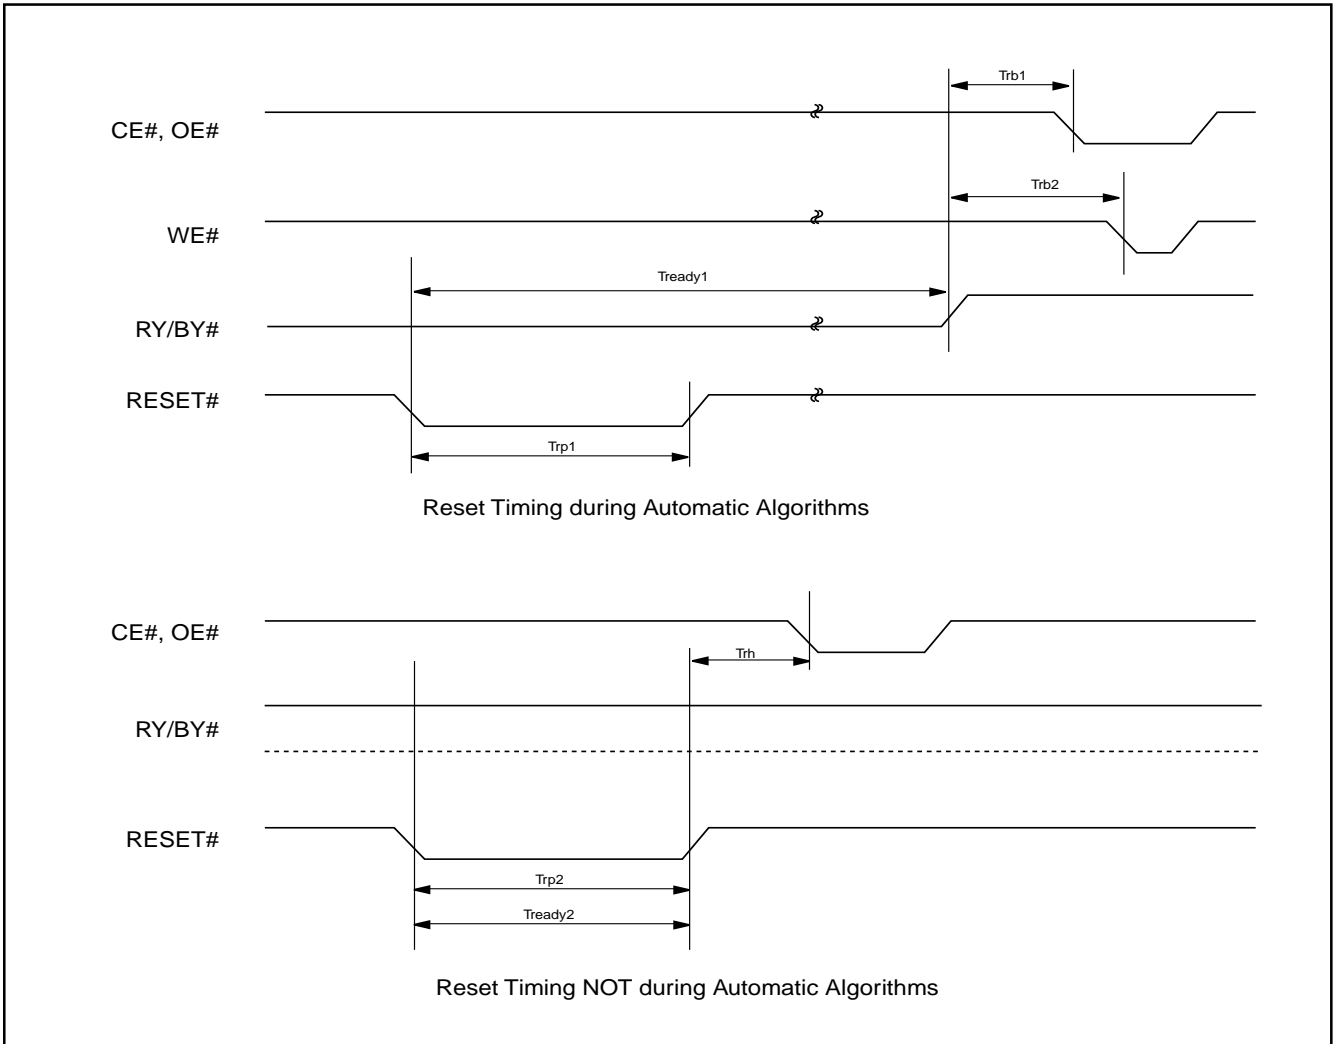 Trb1
CE#, OE#
Trb2
WE#
Tready1
RY/BY#
RESET#
Trp1
Reset Timing during Automatic Algorithms
CE#, OE#
Trh
RY/BY#
RESET#
Trp2
Tready2
Reset Timing NOT during Automatic Algorithms